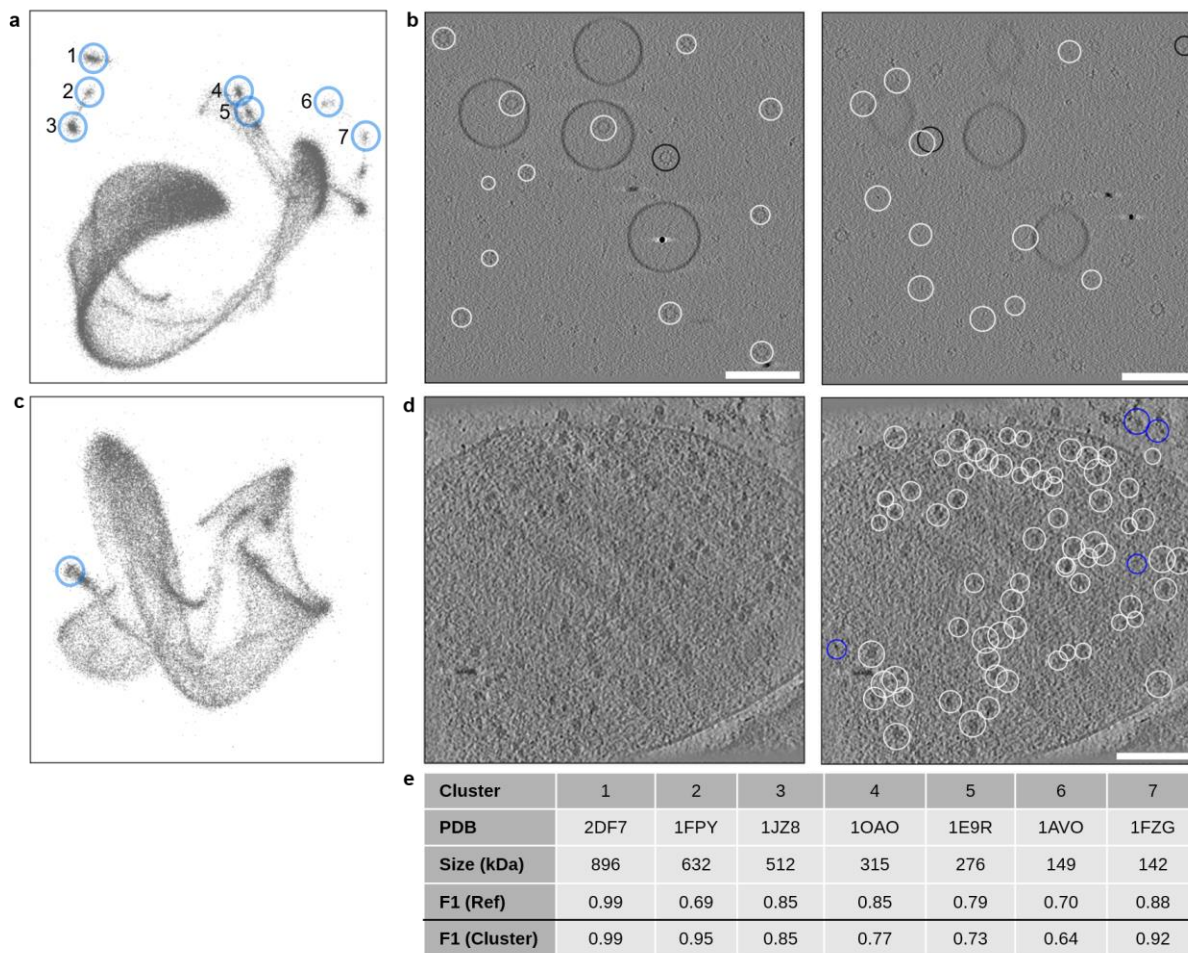 a
1
2
3
4
5
6
7
b
c
d
e
Cluster 1 2 3 4 5 6 7
PDB 2DF7 1FPY 1JZ8 1OAO 1E9R 1AVO 1FZG
Size (kDa) 896 632 512 315 276 149 142
F1 (Ref) 0.99 0.69 0.85 0.85 0.79 0.70 0.88
F1 (Cluster) 0.99 0.95 0.85 0.77 0.73 0.64 0.92